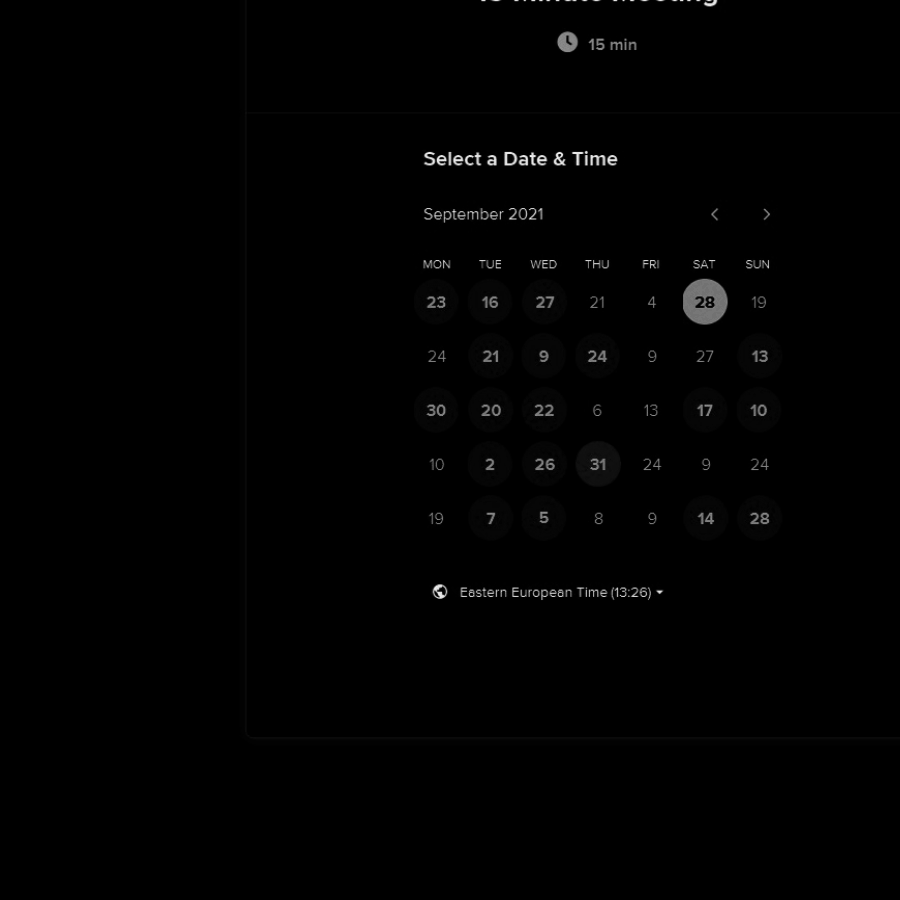 15 Minute Meeting
15 min
Select a Date & Time
September 2021
MON TUE WED THU FRI SAT SUN
23 16 27 21 4 28 19
24 21 9 24 9 27 13
30 20 22 6 13 17 10
10 2 26 31 24 9 24
19 7 5 8 9 14 28
Eastern European Time (13:26)